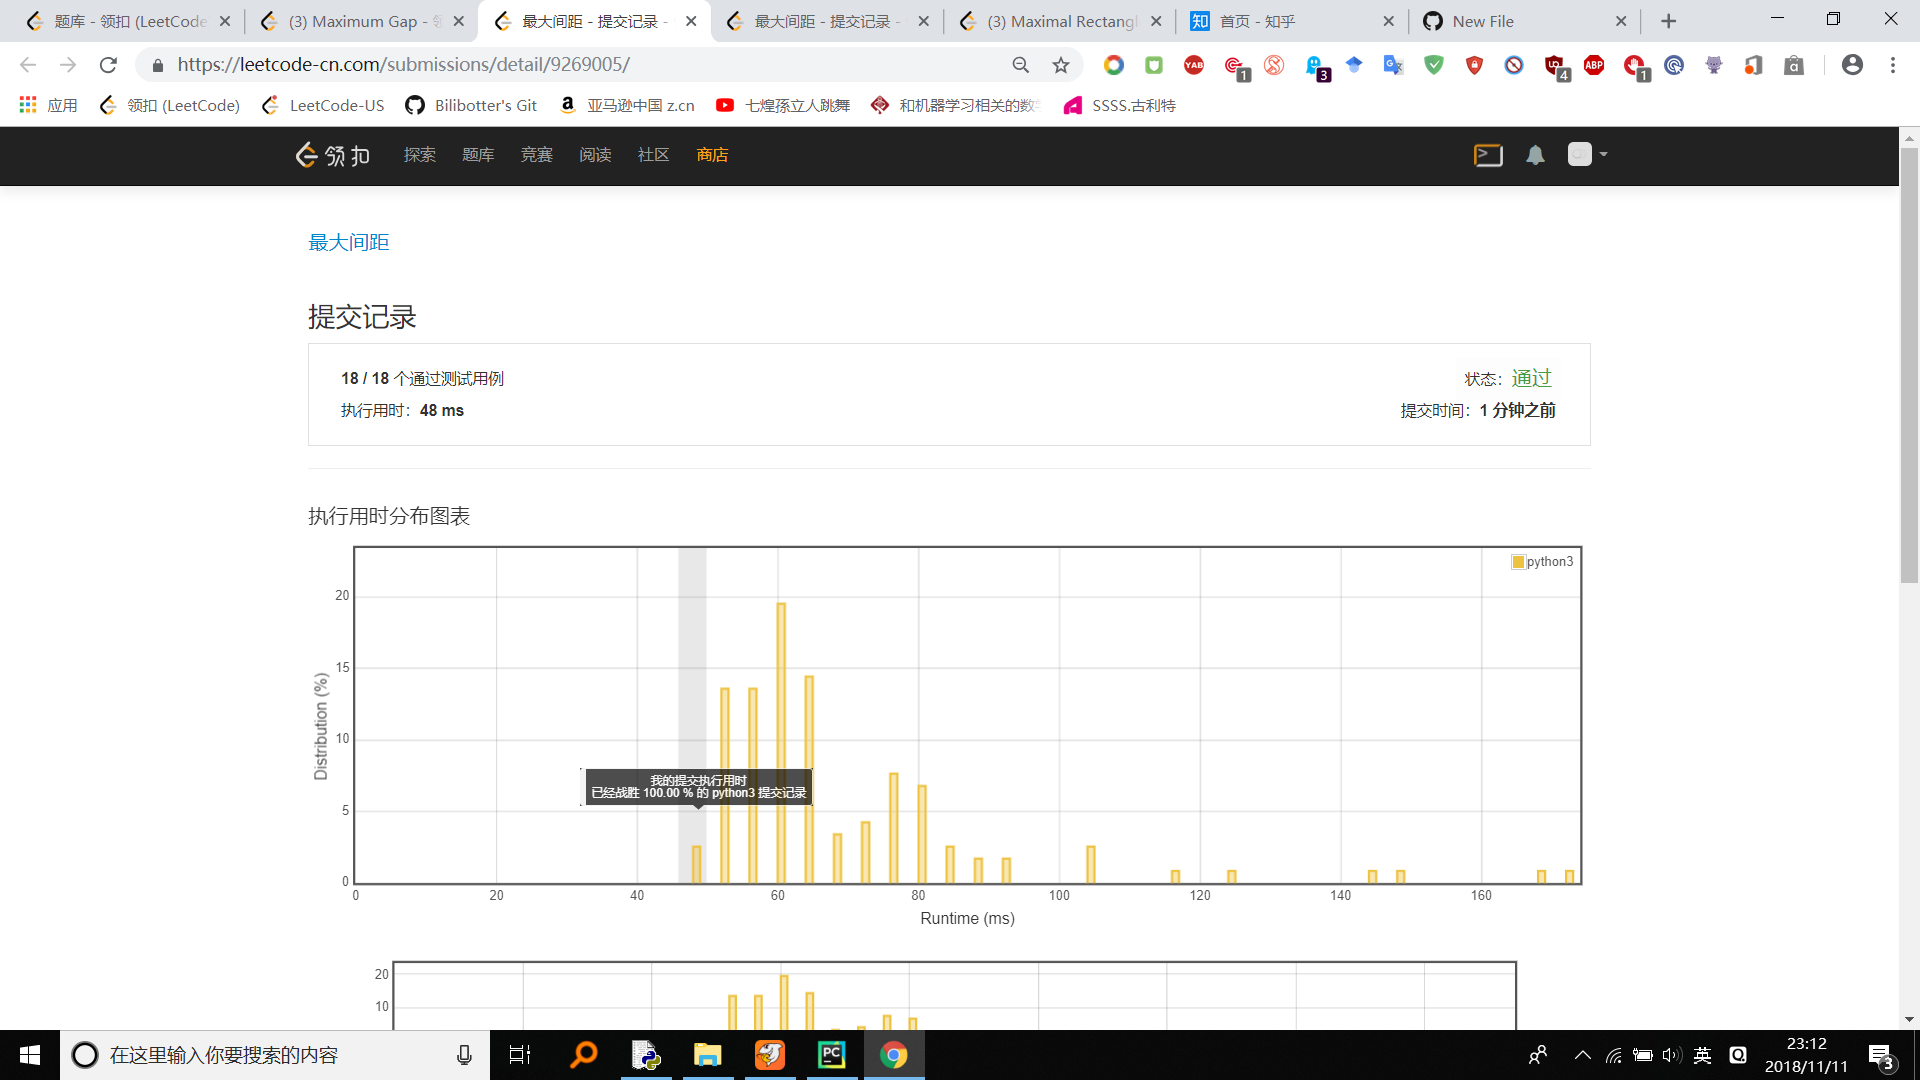 题库 - 领扣 (LeetCode
(3) Maximum Gap -
最大间距 - 提交记录 -
最大间距 - 提交记录 -
(3) Maximal Rectangl
知 首页 - 知乎
New File
https://leetcode-cn.com/submissions/detail/9269005/
YAB
1
3
4
ABP
1
应用
领扣 (LeetCode)
LeetCode-US
Bilibotter's Git
亚马逊中国 z.cn
七煌孫立人跳舞
和机器学习相关的数
SSSS.古利特
领扣
探索
题库
竞赛
阅读
社区
商店
最大间距
提交记录
18 / 18 个通过测试用例
状态：通过
执行用时：48 ms
提交时间：1 分钟之前
执行用时分布图表
python3
20
15
10
5
0
Distribution (%)
我的提交执行用时
已经战胜 100.00 % 的 python3 提交记录
0 20 40 60 80 100 120 140 160
Runtime (ms)
20
10
在这里输入你要搜索的内容
PC
英
23:12
2018/11/11
3